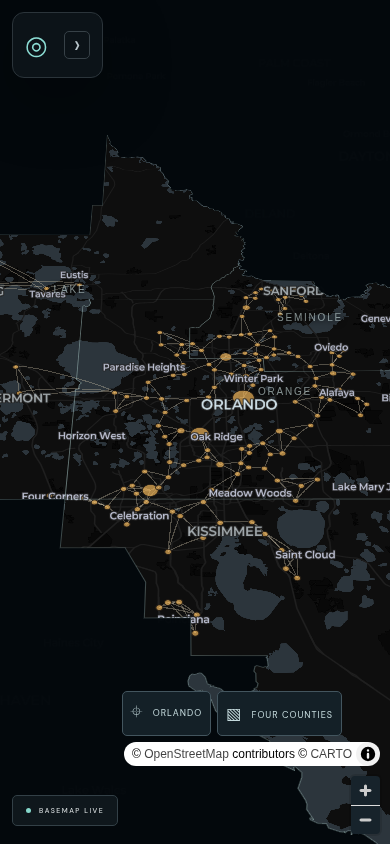 Eustis
LAKE
Tavares
SANFORD
SEMINOLE
Oviedo
Paradise Heights
Winter Park
ORANGE
Alafaya
ERMONT
ORLANDO
Horizon West
Oak Ridge
Four Corners
Meadow Woods
Lake Mary J
Celebration
KISSIMMEE
Saint Cloud
ORLANDO
FOUR COUNTIES
© OpenStreetMap contributors © CARTO
BASEMAP LIVE